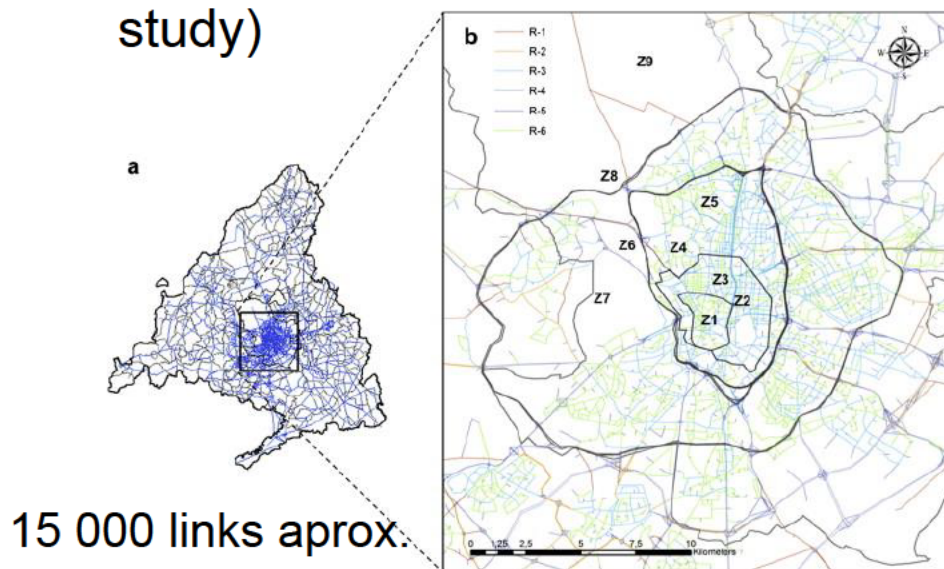 study)
a
15 000 links aprox.
b
R-1
R-2
R-3
R-4
R-5
R-6
N
W
E
S
Z9
Z8
Z5
Z6
Z4
Z3
Z2
Z7
Z1
0 1,25 2,5 5 7,5 10
Kilometers